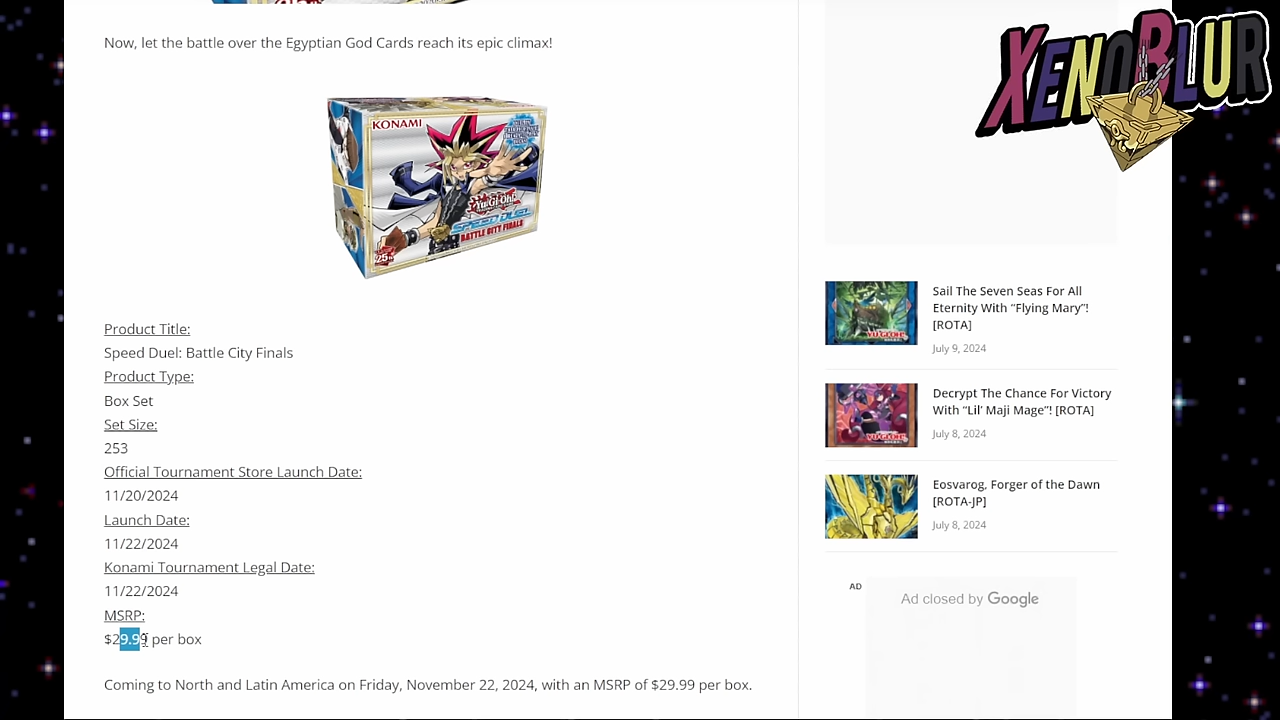 XENOBLUR
Now, let the battle over the Egyptian God Cards reach its epic climax!
KONAMI
Yu-Gi-Oh!
SPEED DUEL
BATTLE CITY FINALS
25th
Product Title:
Speed Duel: Battle City Finals
Product Type:
Box Set
Set Size:
253
Official Tournament Store Launch Date:
11/20/2024
Launch Date:
11/22/2024
Konami Tournament Legal Date:
11/22/2024
MSRP:
$29.99 per box
Coming to North and Latin America on Friday, November 22, 2024, with an MSRP of $29.99 per box.
Sail The Seven Seas For All
Eternity With “Flying Mary”!
[ROTA]
July 9, 2024
Decrypt The Chance For Victory
With “Lil’ Maji Mage”! [ROTA]
July 8, 2024
Eosvarog, Forger of the Dawn
[ROTA-JP]
July 8, 2024
AD
Ad closed by Google